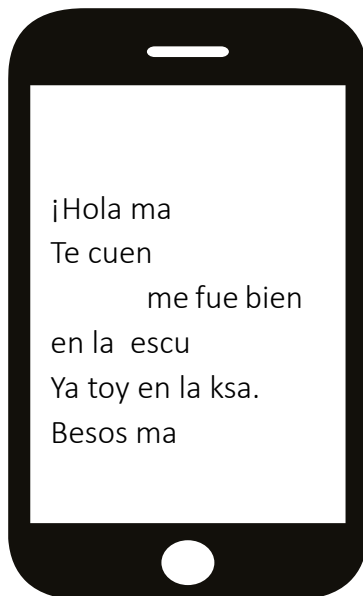 ¡Hola ma
Te cuen
me fue bien
en la escu
Ya toy en la ksa.
Besos ma